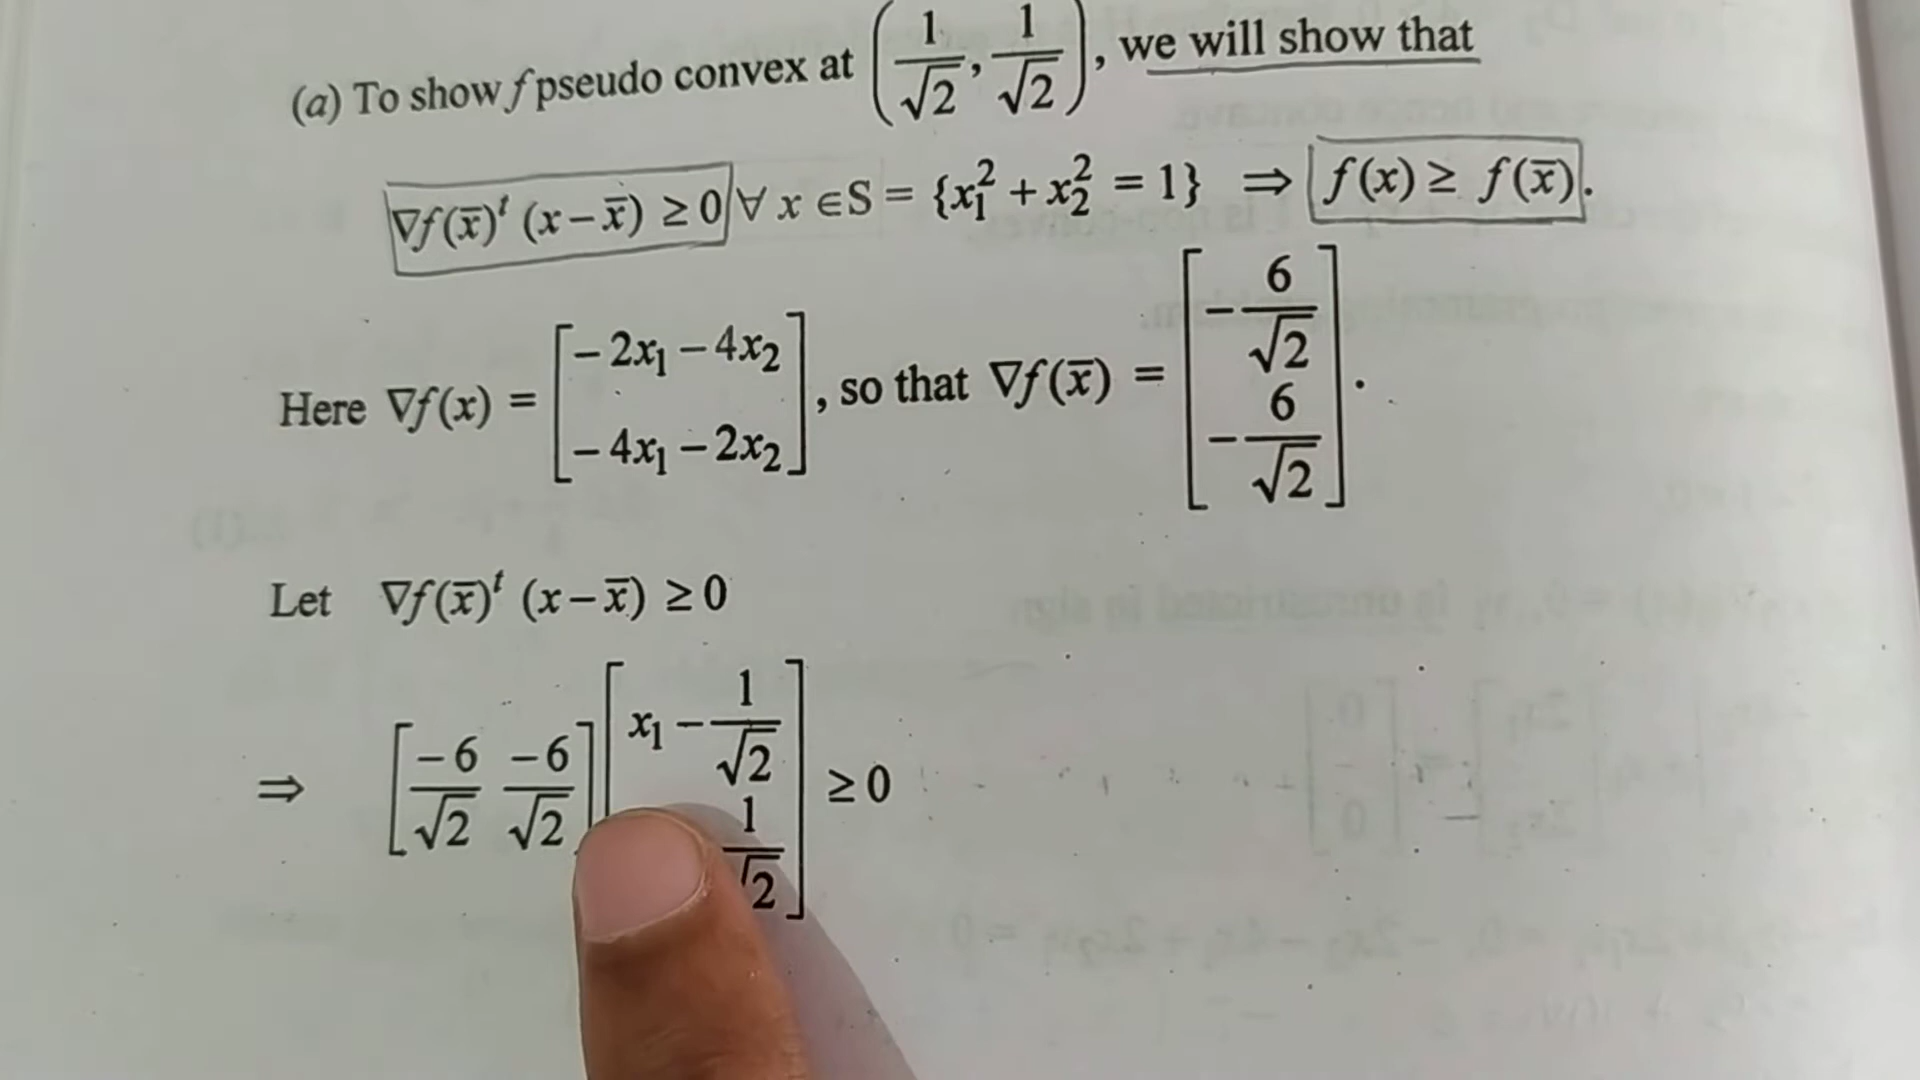 (a) To show f pseudo convex at (1/√2, 1/√2), we will show that
∇f(x̄)ᵗ (x – x̄) ≥ 0 ∀ x ∈ S = {x₁² + x₂² = 1} ⇒ f(x) ≥ f(x̄).
Here ∇f(x) = [– 2x₁ – 4x₂; – 4x₁ – 2x₂], so that ∇f(x̄) = [– 6/√2; – 6/√2].
Let ∇f(x̄)ᵗ (x – x̄) ≥ 0
⇒ [–6/√2 –6/√2] [x₁ – 1/√2; 1/√2] ≥ 0